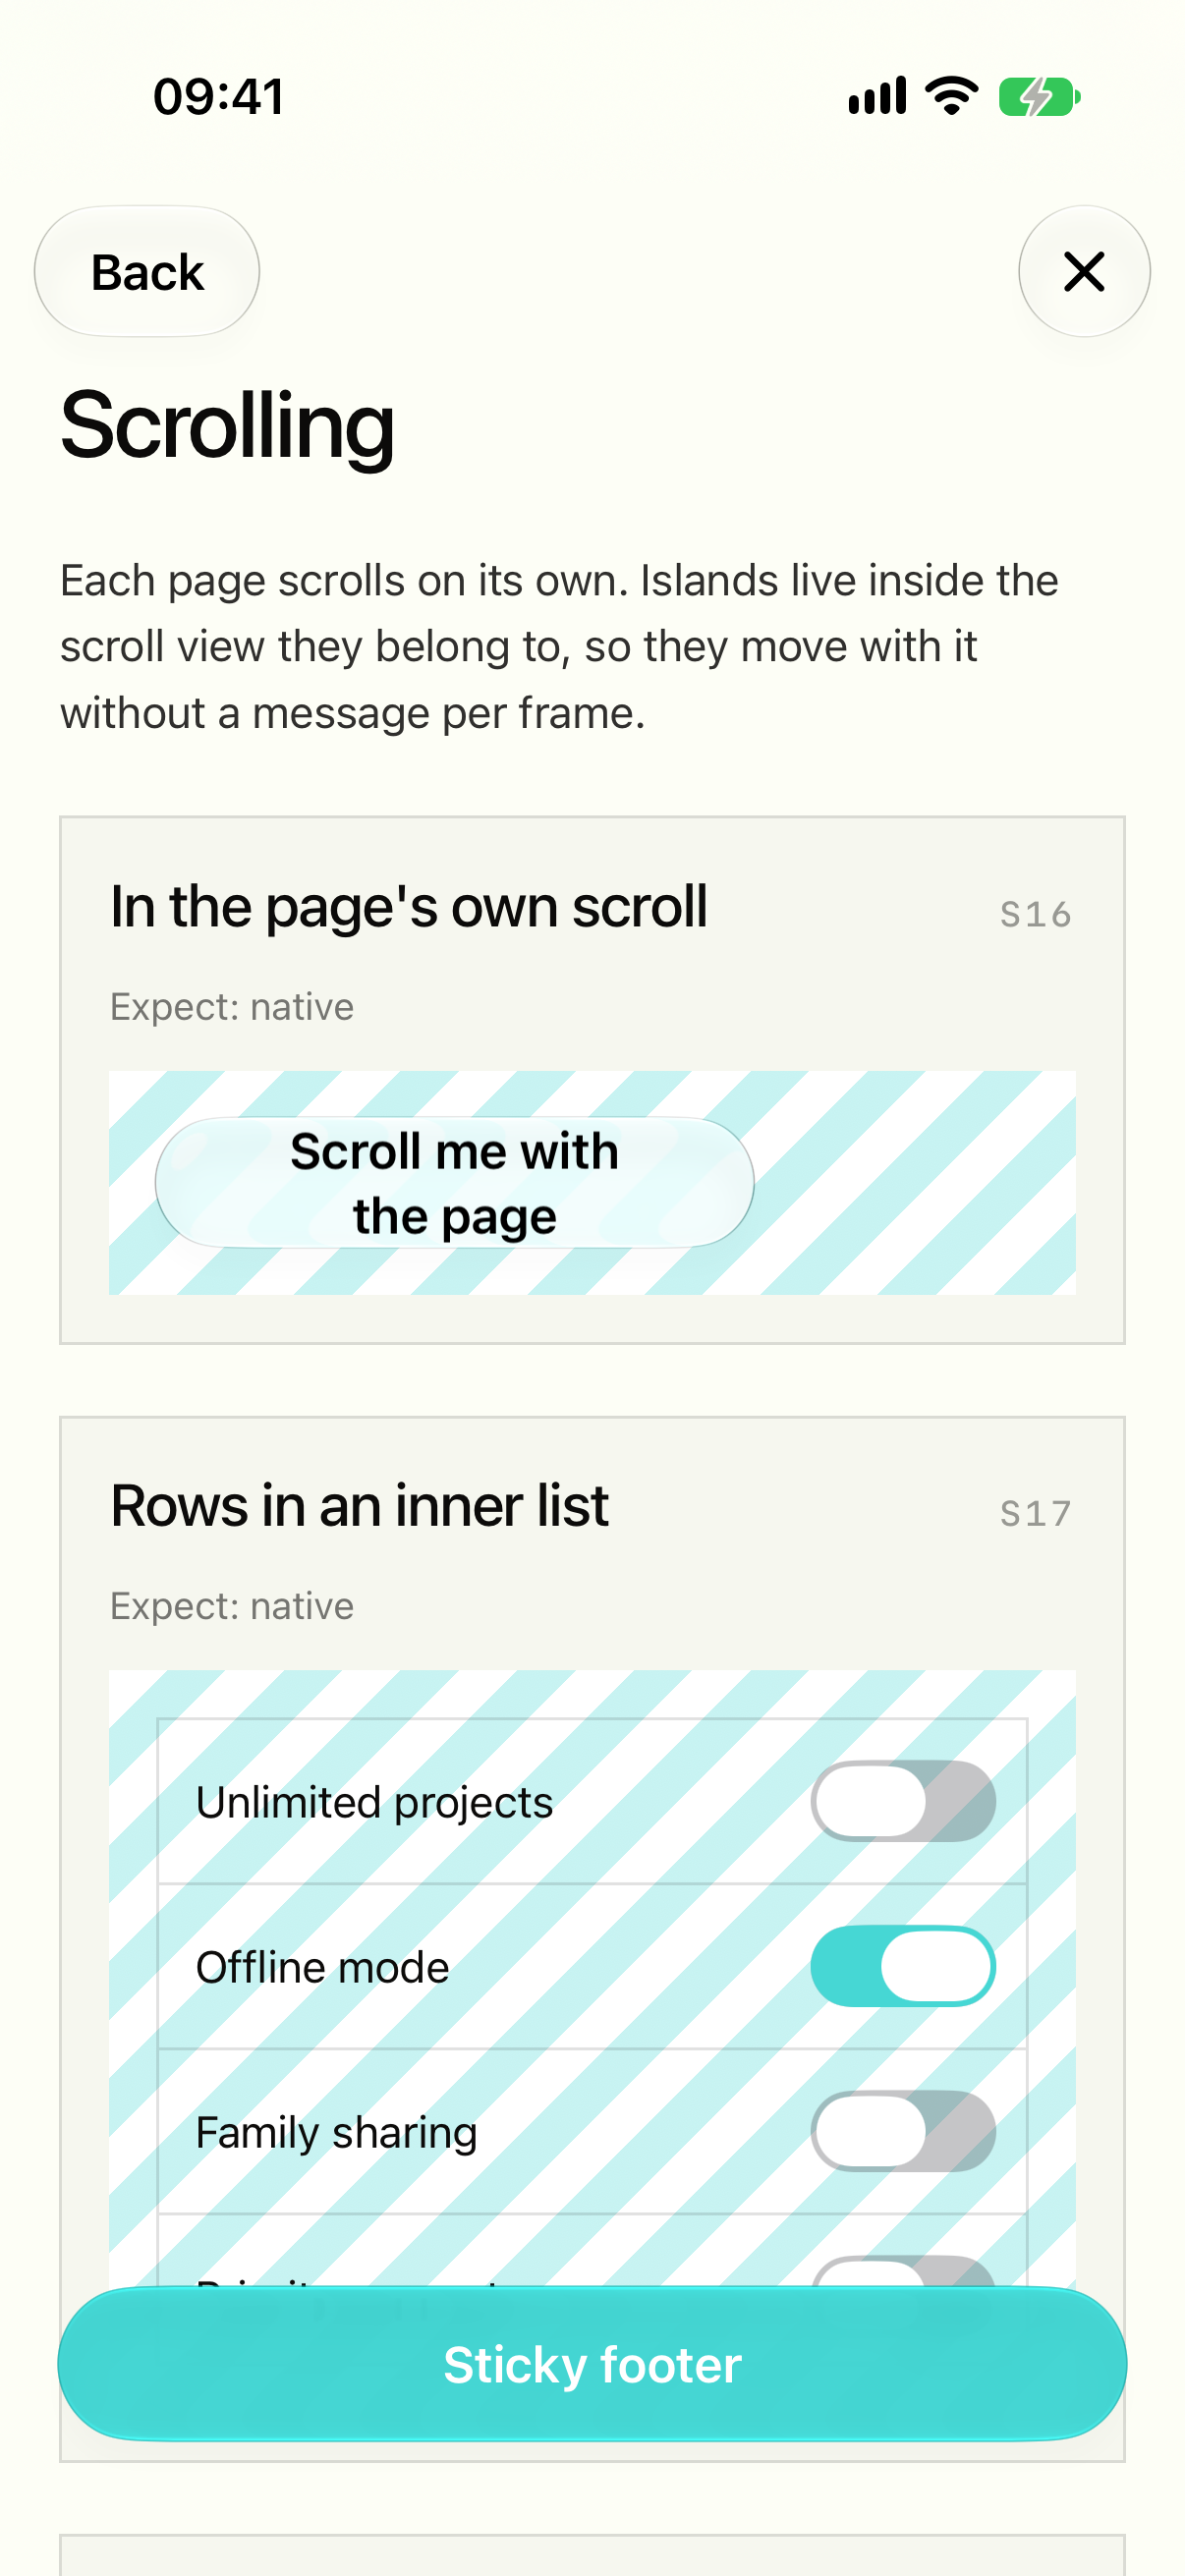 09:41
Back
Scrolling
Each page scrolls on its own. Islands live inside the
scroll view they belong to, so they move with it
without a message per frame.
In the page's own scroll
S16
Expect: native
Scroll me with
the page
Rows in an inner list
S17
Expect: native
Unlimited projects
Offline mode
Family sharing
Sticky footer